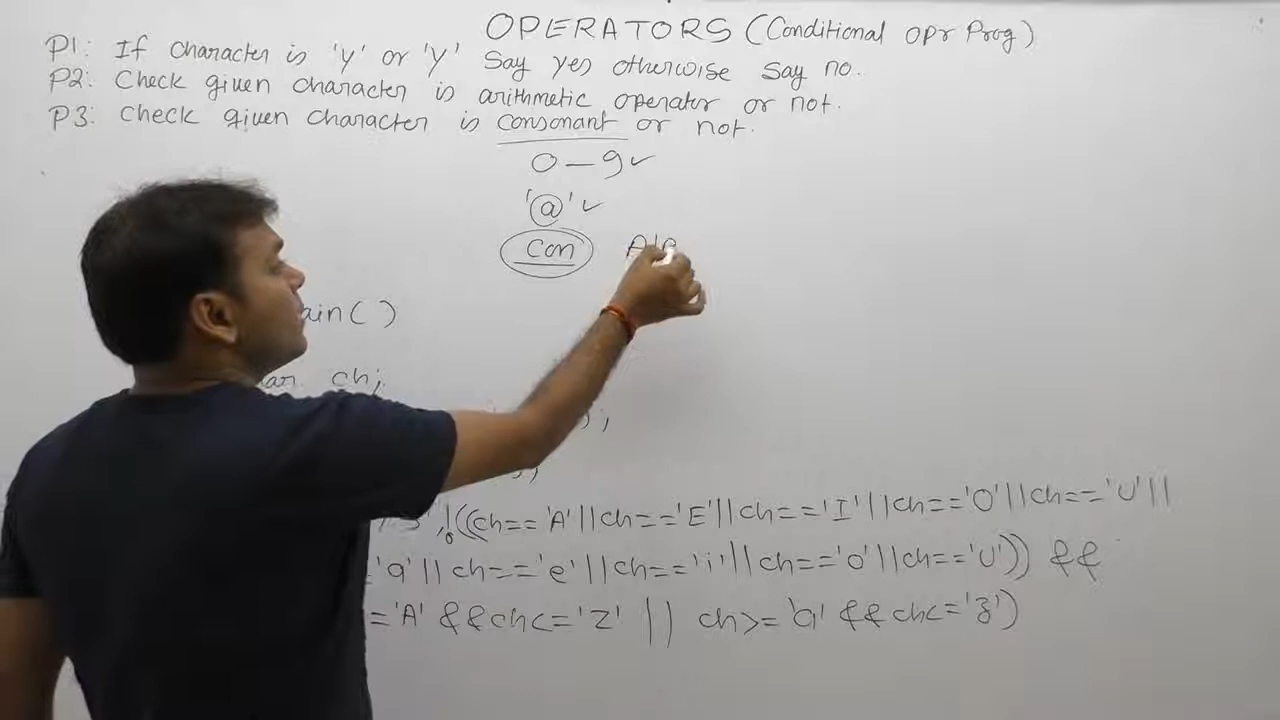 OPERATORS (Conditional opr Prog)
P1: If character is 'y' or 'y' Say yes otherwise Say no.
P2: Check given character is arithmetic operator or not.
P3: Check given character is consonant or not.
0 – 9 ✓
'@' ✓
Con
ain( )
ch;
;
((ch== 'A' || ch=='E' || ch=='I' || ch=='O' || ch=='U' ||
='a' || ch=='e' || ch=='i' || ch=='o' || ch=='u')) &&
='A' && ch<='Z' || ch>='a' && ch<='z')